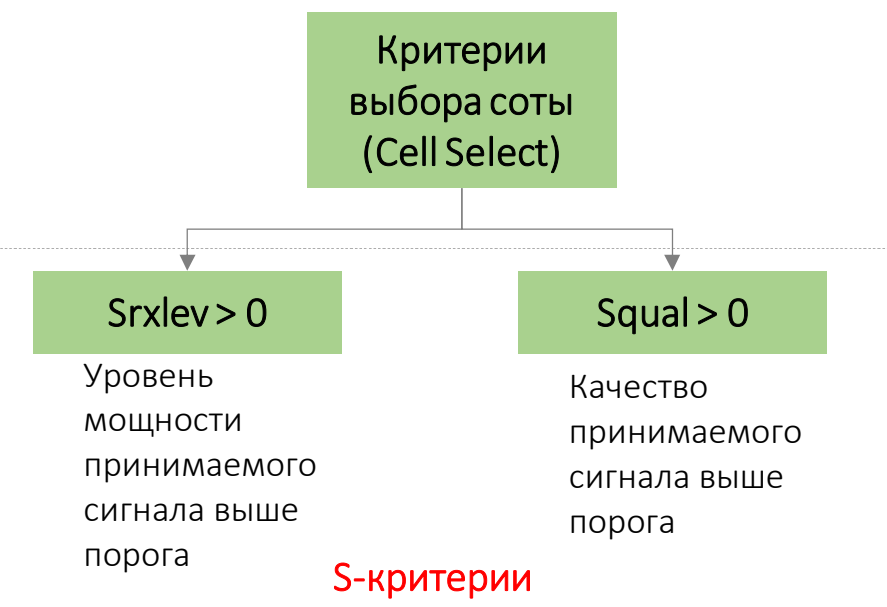 Критерии
выбора соты
(Cell Select)
Srxlev > 0
Squal > 0
Уровень
мощности
принимаемого
сигнала выше
порога
Качество
принимаемого
сигнала выше
порога
S-критерии